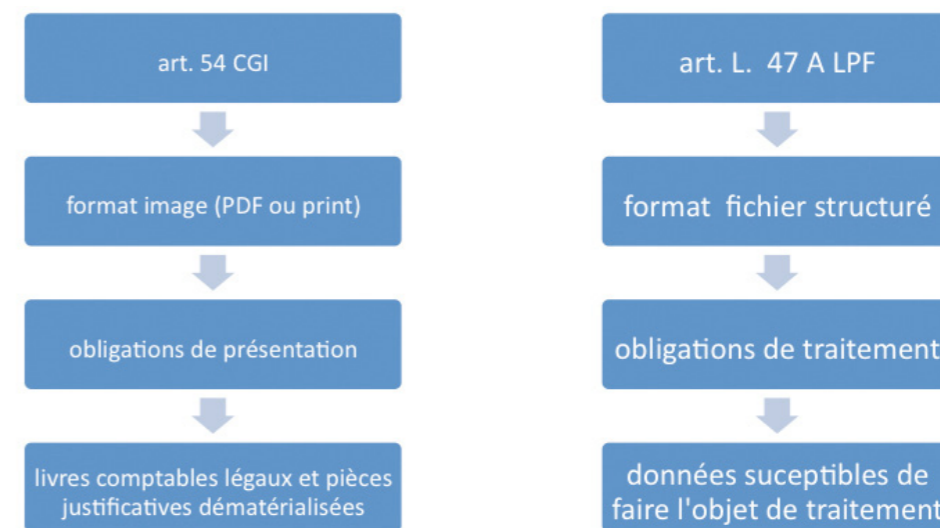 art. 54 CGI
format image (PDF ou print)
obligations de présentation
livres comptables légaux et pièces
justificatives dématérialisées
art. L. 47 A LPF
format fichier structuré
obligations de traitement
données suceptibles de
faire l'objet de traitement